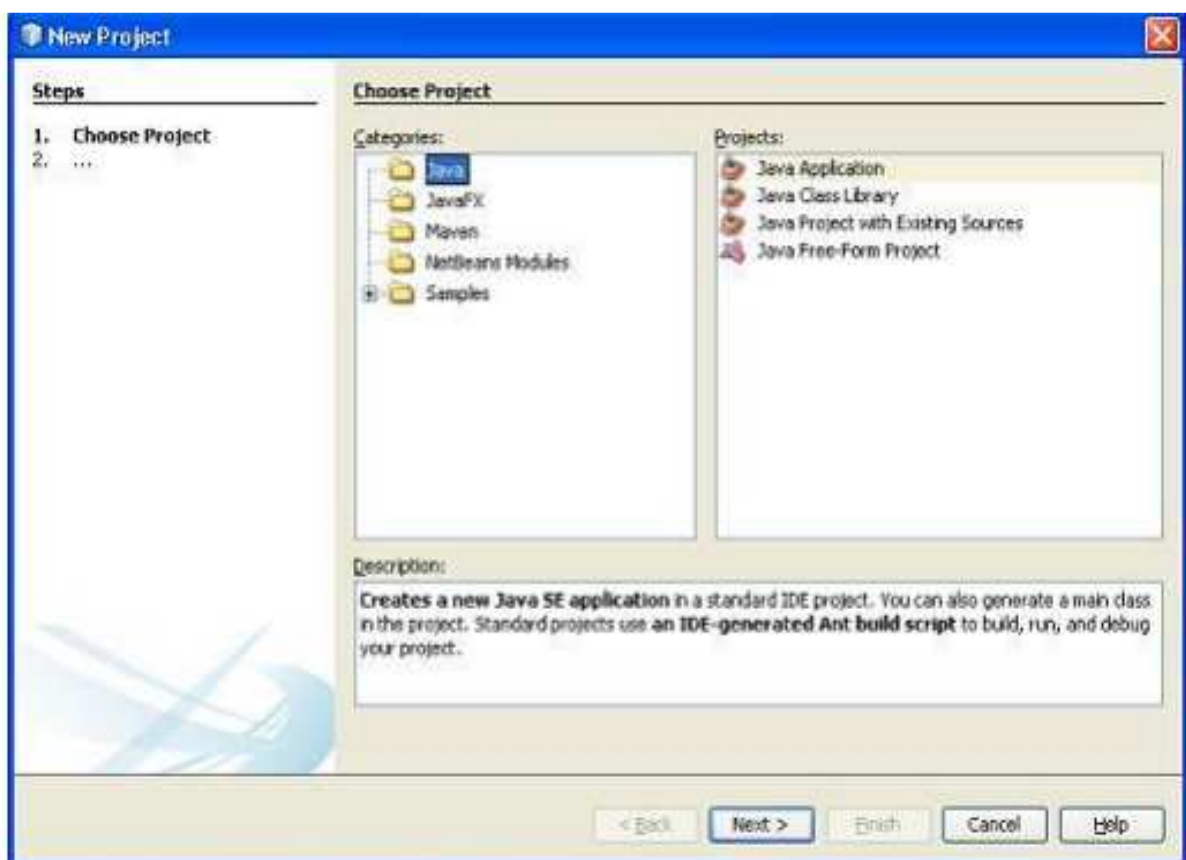 New Project
Steps
1. Choose Project
2. ...
Choose Project
Categories:
Java
JavaFX
Maven
NetBeans Modules
Samples
Projects:
Java Application
Java Class Library
Java Project with Existing Sources
Java Free-Form Project
Description:
Creates a new Java SE application in a standard IDE project. You can also generate a main class
in the project. Standard projects use an IDE-generated Ant build script to build, run, and debug
your project.
< Back
Next >
Finish
Cancel
Help